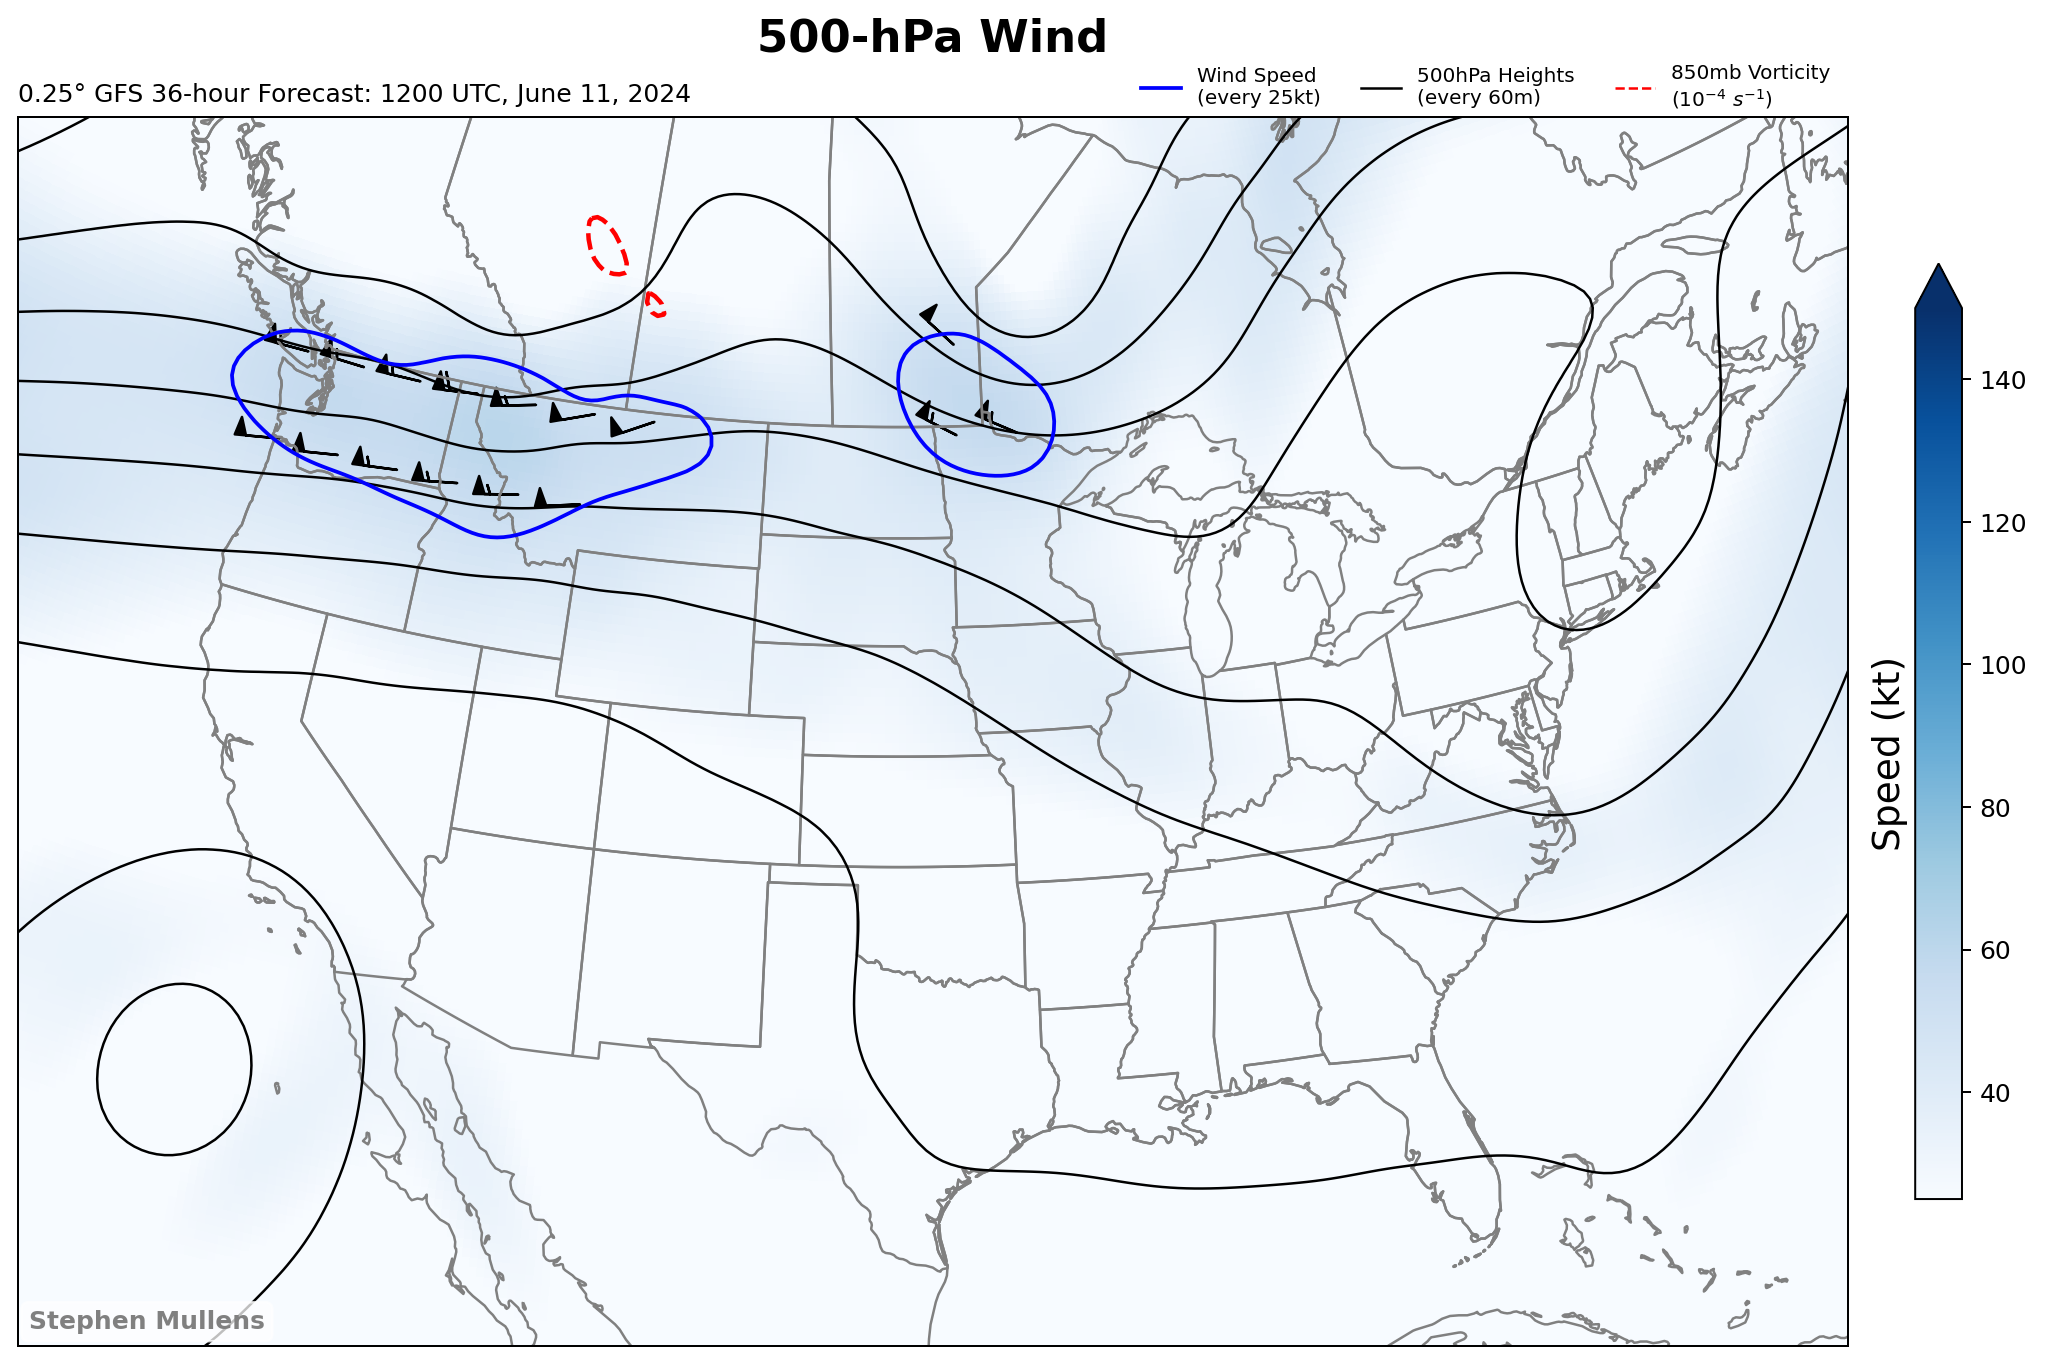 500-hPa Wind
0.25° GFS 36-hour Forecast: 1200 UTC, June 11, 2024
Wind Speed
(every 25kt)
500hPa Heights
(every 60m)
850mb Vorticity
(10⁻⁴ s⁻¹)
140
120
100
80
60
40
Speed (kt)
Stephen Mullens